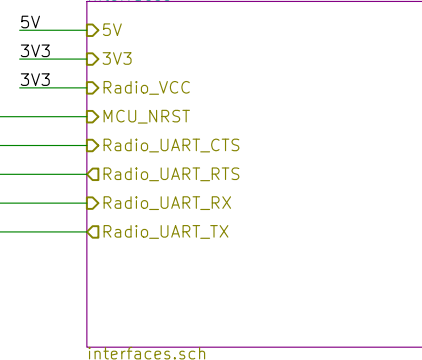 5V
5V
3V3
3V3
3V3
Radio_VCC
MCU_NRST
Radio_UART_CTS
Radio_UART_RTS
Radio_UART_RX
Radio_UART_TX
interfaces.sch